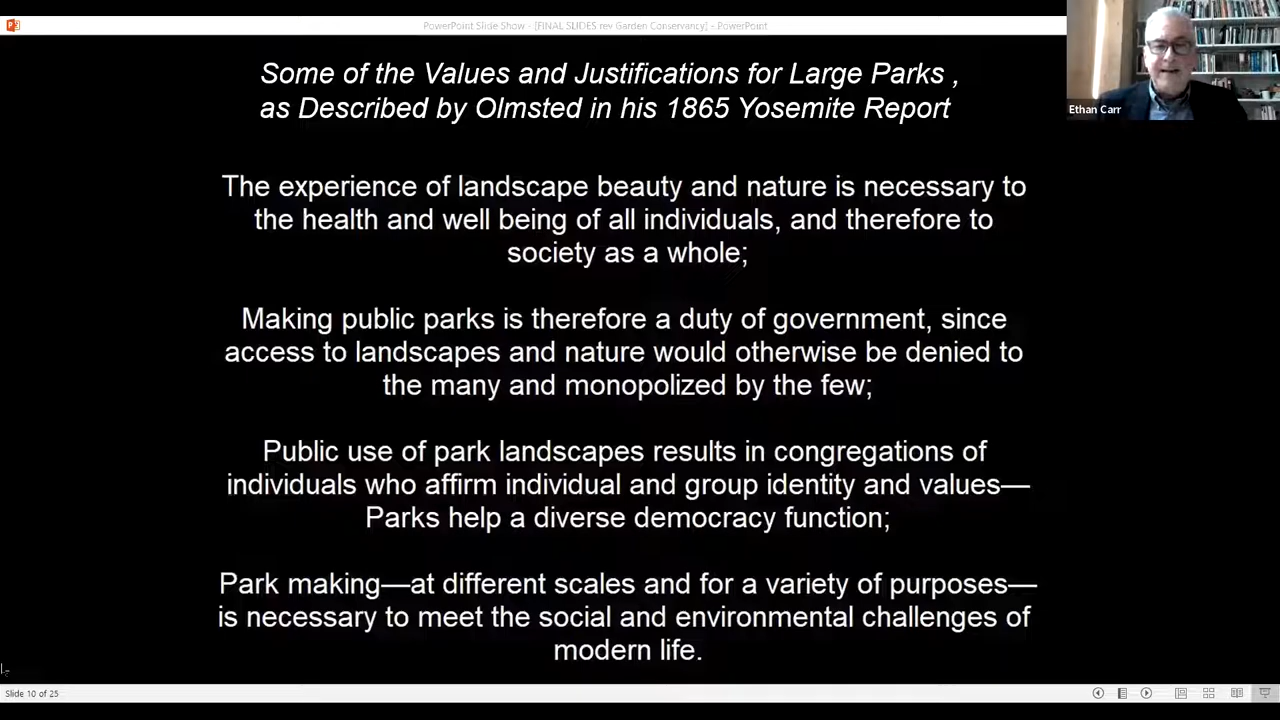 PowerPoint Slide Show - [FINAL SLIDES rev Garden Conservancy] - PowerPoint
Ethan Carr
Some of the Values and Justifications for Large Parks ,
as Described by Olmsted in his 1865 Yosemite Report
The experience of landscape beauty and nature is necessary to
the health and well being of all individuals, and therefore to
society as a whole;
Making public parks is therefore a duty of government, since
access to landscapes and nature would otherwise be denied to
the many and monopolized by the few;
Public use of park landscapes results in congregations of
individuals who affirm individual and group identity and values—
Parks help a diverse democracy function;
Park making—at different scales and for a variety of purposes—
is necessary to meet the social and environmental challenges of
modern life.
Slide 10 of 25